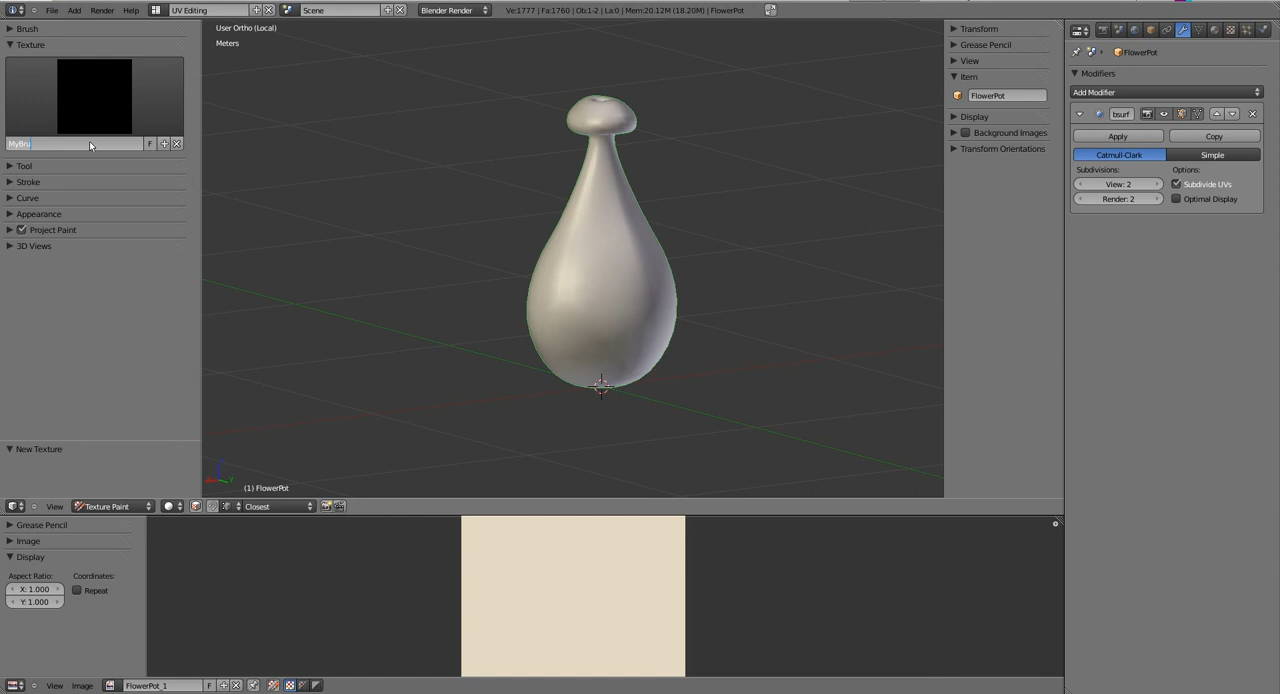 File Add Render Help UV Editing Scene Blender Render Ve:1777 | Fa:1760 | Ob:1-2 | La:0 | Mem:20.12M (18.20M) | FlowerPot
Brush
Texture
MyBru F
Tool
Stroke
Curve
Appearance
Project Paint
3D Views
New Texture
User Ortho (Local)
Meters
(1) FlowerPot
Transform
Grease Pencil
View
Item
FlowerPot
Display
Background Images
Transform Orientations
FlowerPot
Modifiers
Add Modifier
bsurf
Apply Copy
Catmull-Clark Simple
Subdivisions: Options:
View: 2 Subdivide UVs
Render: 2 Optimal Display
View Texture Paint Closest
Grease Pencil
Image
Display
Aspect Ratio: Coordinates:
X: 1.000 Repeat
Y: 1.000
View Image FlowerPot_1 F